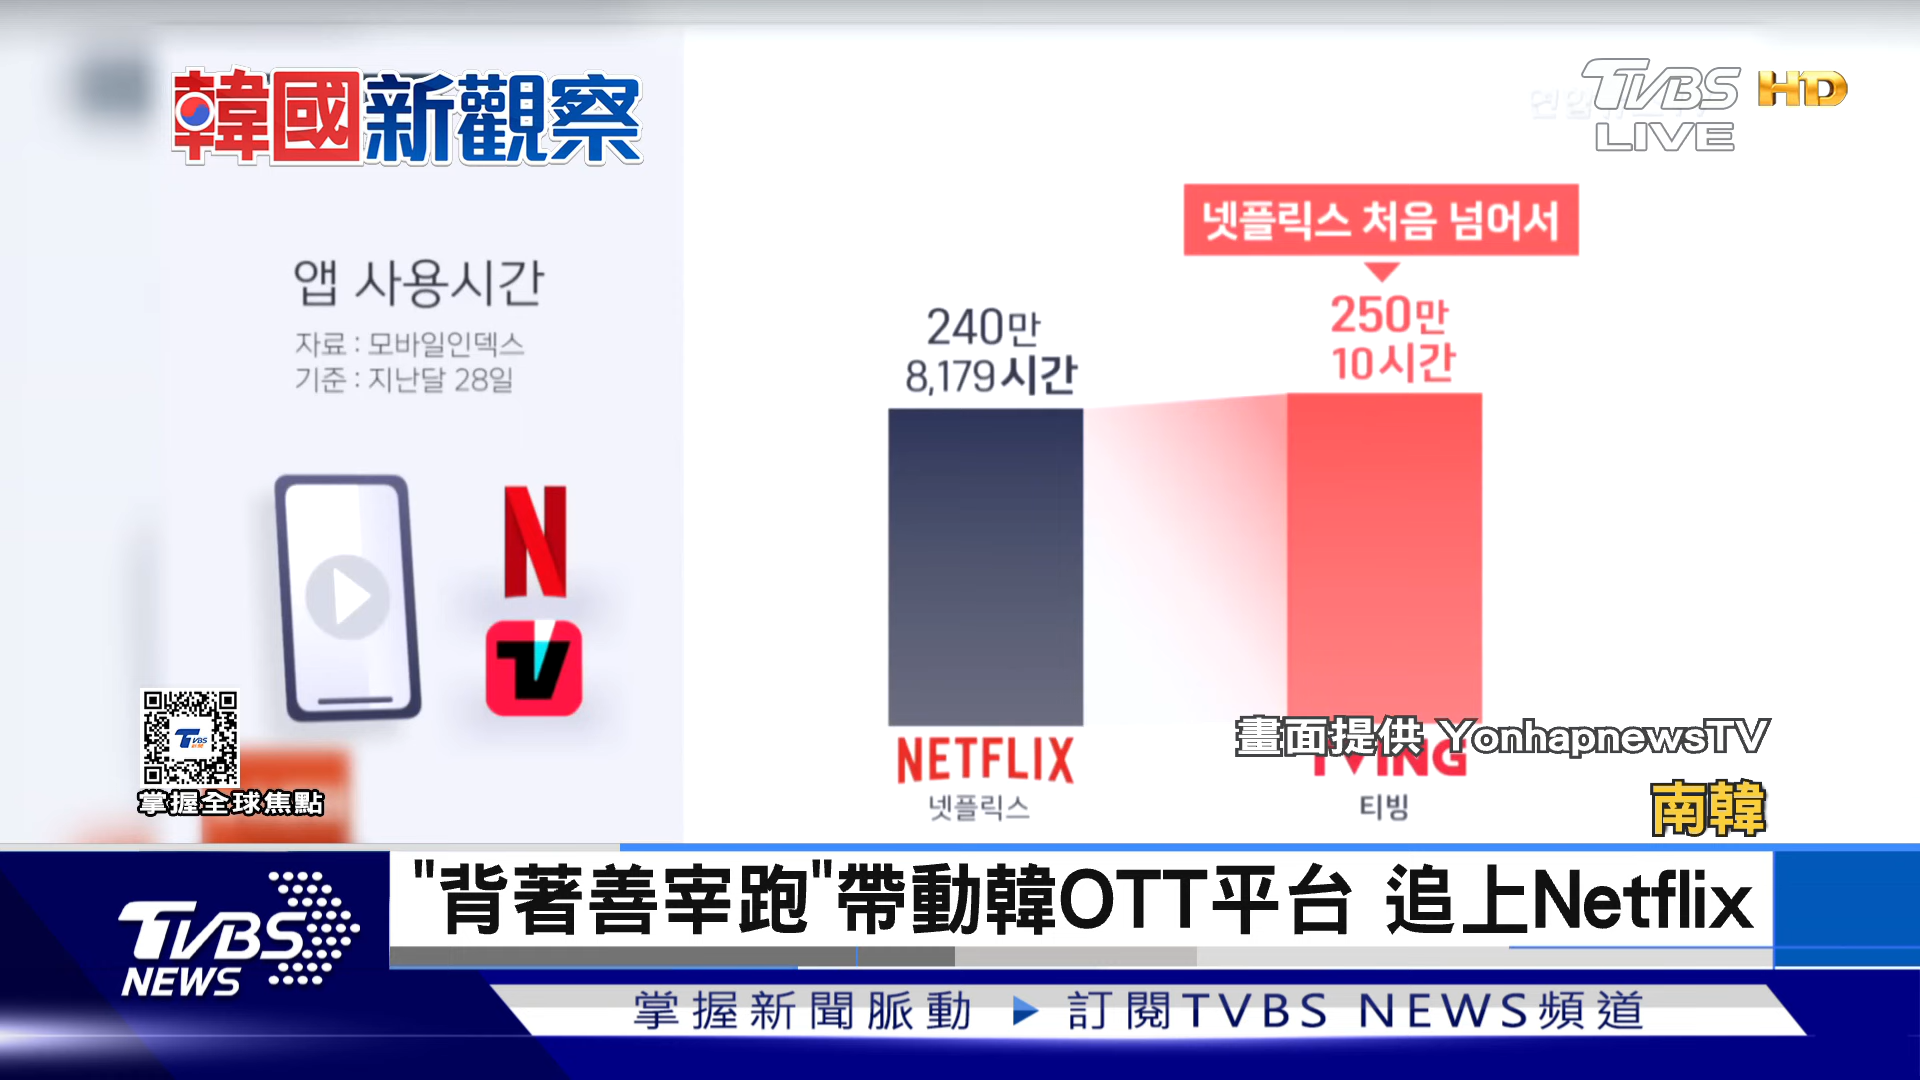 韓國新觀察
TVBS HD
LIVE
앱 사용시간
자료 : 모바일인덱스
기준 : 지난달 28일
넷플릭스 처음 넘어서
240만
8,179시간
250만
10시간
NETFLIX
넷플릭스
TVING
티빙
畫面提供 YonhapnewsTV
南韓
TVBS
掌握全球焦點
"背著善宰跑"帶動韓OTT平台 追上Netflix
TVBS
NEWS
掌握新聞脈動 ▶ 訂閱TVBS NEWS頻道